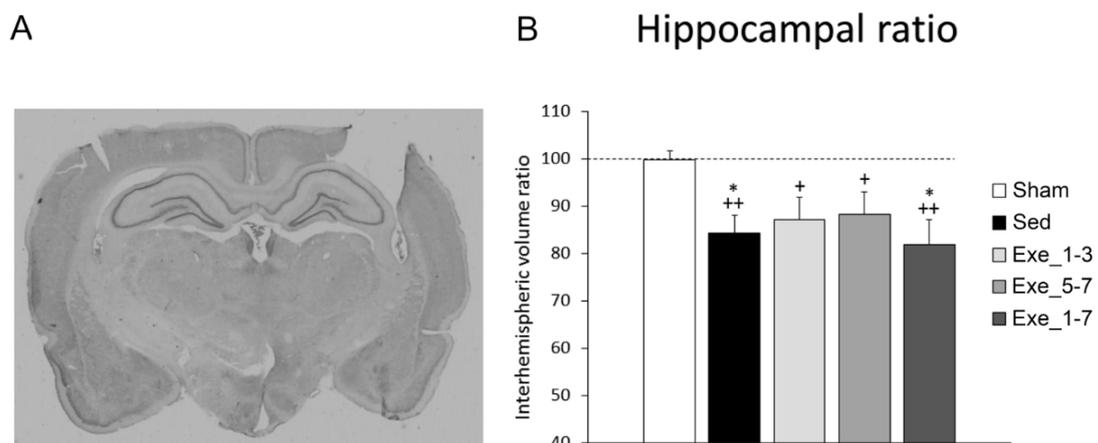 A
B
Hippocampal ratio
Interhemispheric volume ratio
110
100
90
80
70
60
50
40
*
++
+
+
*
++
Sham
Sed
Exe_1-3
Exe_5-7
Exe_1-7